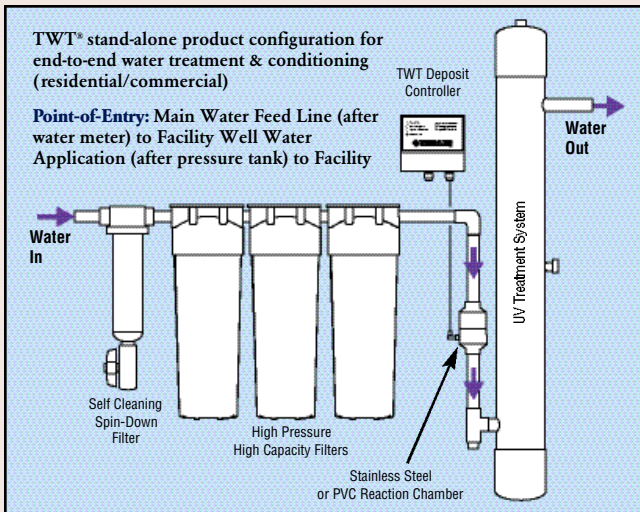 TWT® stand-alone product configuration for
end-to-end water treatment & conditioning
(residential/commercial)
Point-of-Entry: Main Water Feed Line (after
water meter) to Facility Well Water
Application (after pressure tank) to Facility
TWT Deposit
Controller
Water
Out
Water
In
UV Treatment System
Self Cleaning
Spin-Down
Filter
High Pressure
High Capacity Filters
Stainless Steel
or PVC Reaction Chamber